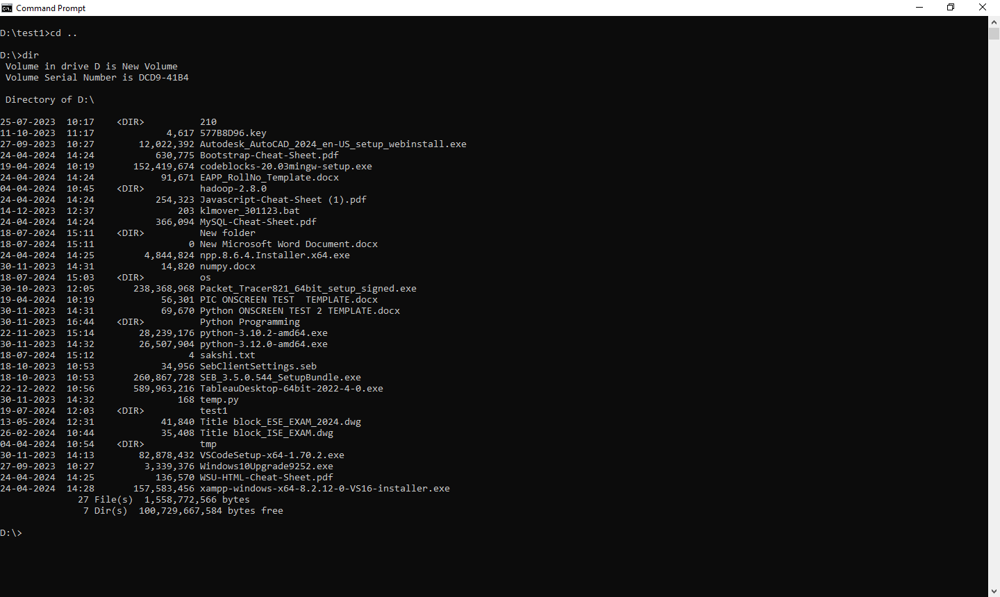 Command Prompt
D:\test1>cd ..
D:\>dir
 Volume in drive D is New Volume
 Volume Serial Number is DCD9-41B4
 Directory of D:\
25-07-2023  10:17    <DIR>          210
11-10-2023  11:17             4,617 577B8D96.key
27-09-2023  10:27        12,022,392 Autodesk_AutoCAD_2024_en-US_setup_webinstall.exe
24-04-2024  14:24           630,775 Bootstrap-Cheat-Sheet.pdf
19-04-2024  10:19       152,419,674 codeblocks-20.03mingw-setup.exe
24-04-2024  14:24            91,671 EAPP_RollNo_Template.docx
04-04-2024  10:45    <DIR>          hadoop-2.8.0
24-04-2024  14:24           254,323 Javascript-Cheat-Sheet (1).pdf
14-12-2023  12:37               203 klmover_301123.bat
24-04-2024  14:24           366,094 MySQL-Cheat-Sheet.pdf
18-07-2024  15:11    <DIR>          New folder
18-07-2024  15:11                 0 New Microsoft Word Document.docx
24-04-2024  14:25         4,844,824 npp.8.6.4.Installer.x64.exe
30-11-2023  14:31            14,820 numpy.docx
18-07-2024  15:03    <DIR>          os
30-10-2023  12:05       238,368,968 Packet_Tracer821_64bit_setup_signed.exe
19-04-2024  10:19            56,301 PIC ONSCREEN TEST  TEMPLATE.docx
30-11-2023  14:31            69,670 Python ONSCREEN TEST 2 TEMPLATE.docx
30-11-2023  16:44    <DIR>          Python Programming
22-11-2023  15:14        28,239,176 python-3.10.2-amd64.exe
30-11-2023  14:32        26,507,904 python-3.12.0-amd64.exe
18-07-2024  15:12                 4 sakshi.txt
18-10-2023  10:53            34,956 SebClientSettings.seb
18-10-2023  10:53       260,867,728 SEB_3.5.0.544_SetupBundle.exe
22-12-2022  10:56       589,963,216 TableauDesktop-64bit-2022-4-0.exe
30-11-2023  14:32               168 temp.py
19-07-2024  12:03    <DIR>          test1
13-05-2024  12:31            41,840 Title block_ESE_EXAM_2024.dwg
26-02-2024  10:44            35,408 Title block_ISE_EXAM.dwg
04-04-2024  10:54    <DIR>          tmp
30-11-2023  14:13        82,878,432 VSCodeSetup-x64-1.70.2.exe
27-09-2023  10:27         3,339,376 Windows10Upgrade9252.exe
24-04-2024  14:25           136,570 WSU-HTML-Cheat-Sheet.pdf
24-04-2024  14:28       157,583,456 xampp-windows-x64-8.2.12-0-VS16-installer.exe
              27 File(s)  1,558,772,566 bytes
               7 Dir(s)  100,729,667,584 bytes free
D:\>